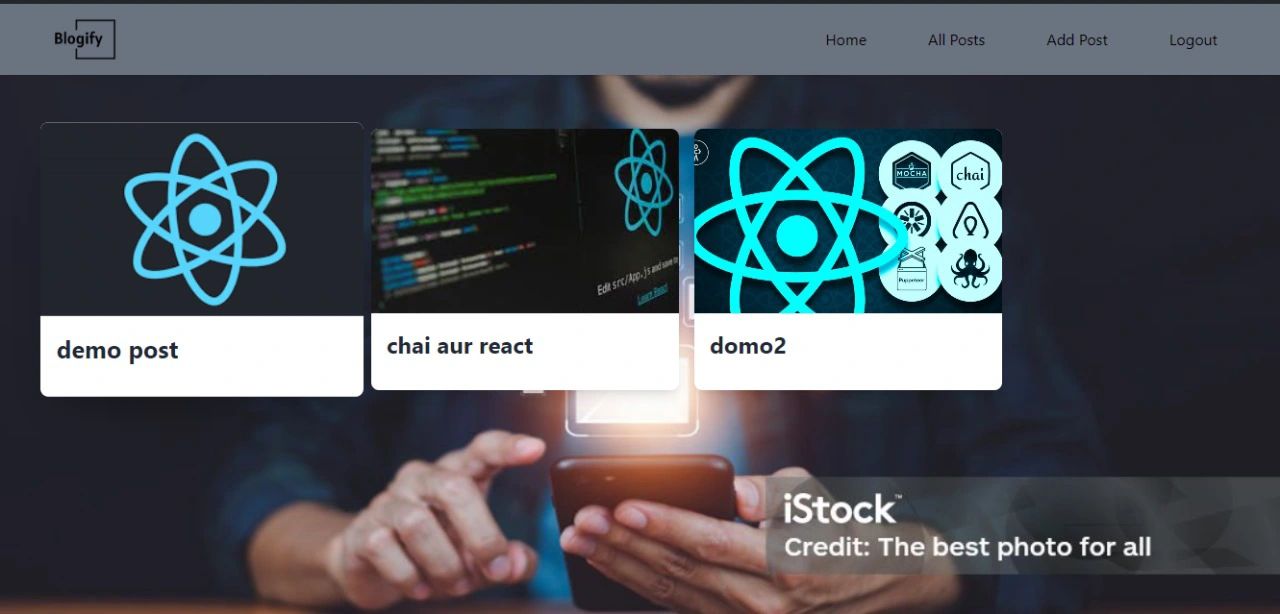 Blogify
Home
All Posts
Add Post
Logout
Edit src/App.js and save to
Learn React
MOCHA
chai
Puppeteer
demo post
chai aur react
domo2
iStock™
Credit: The best photo for all